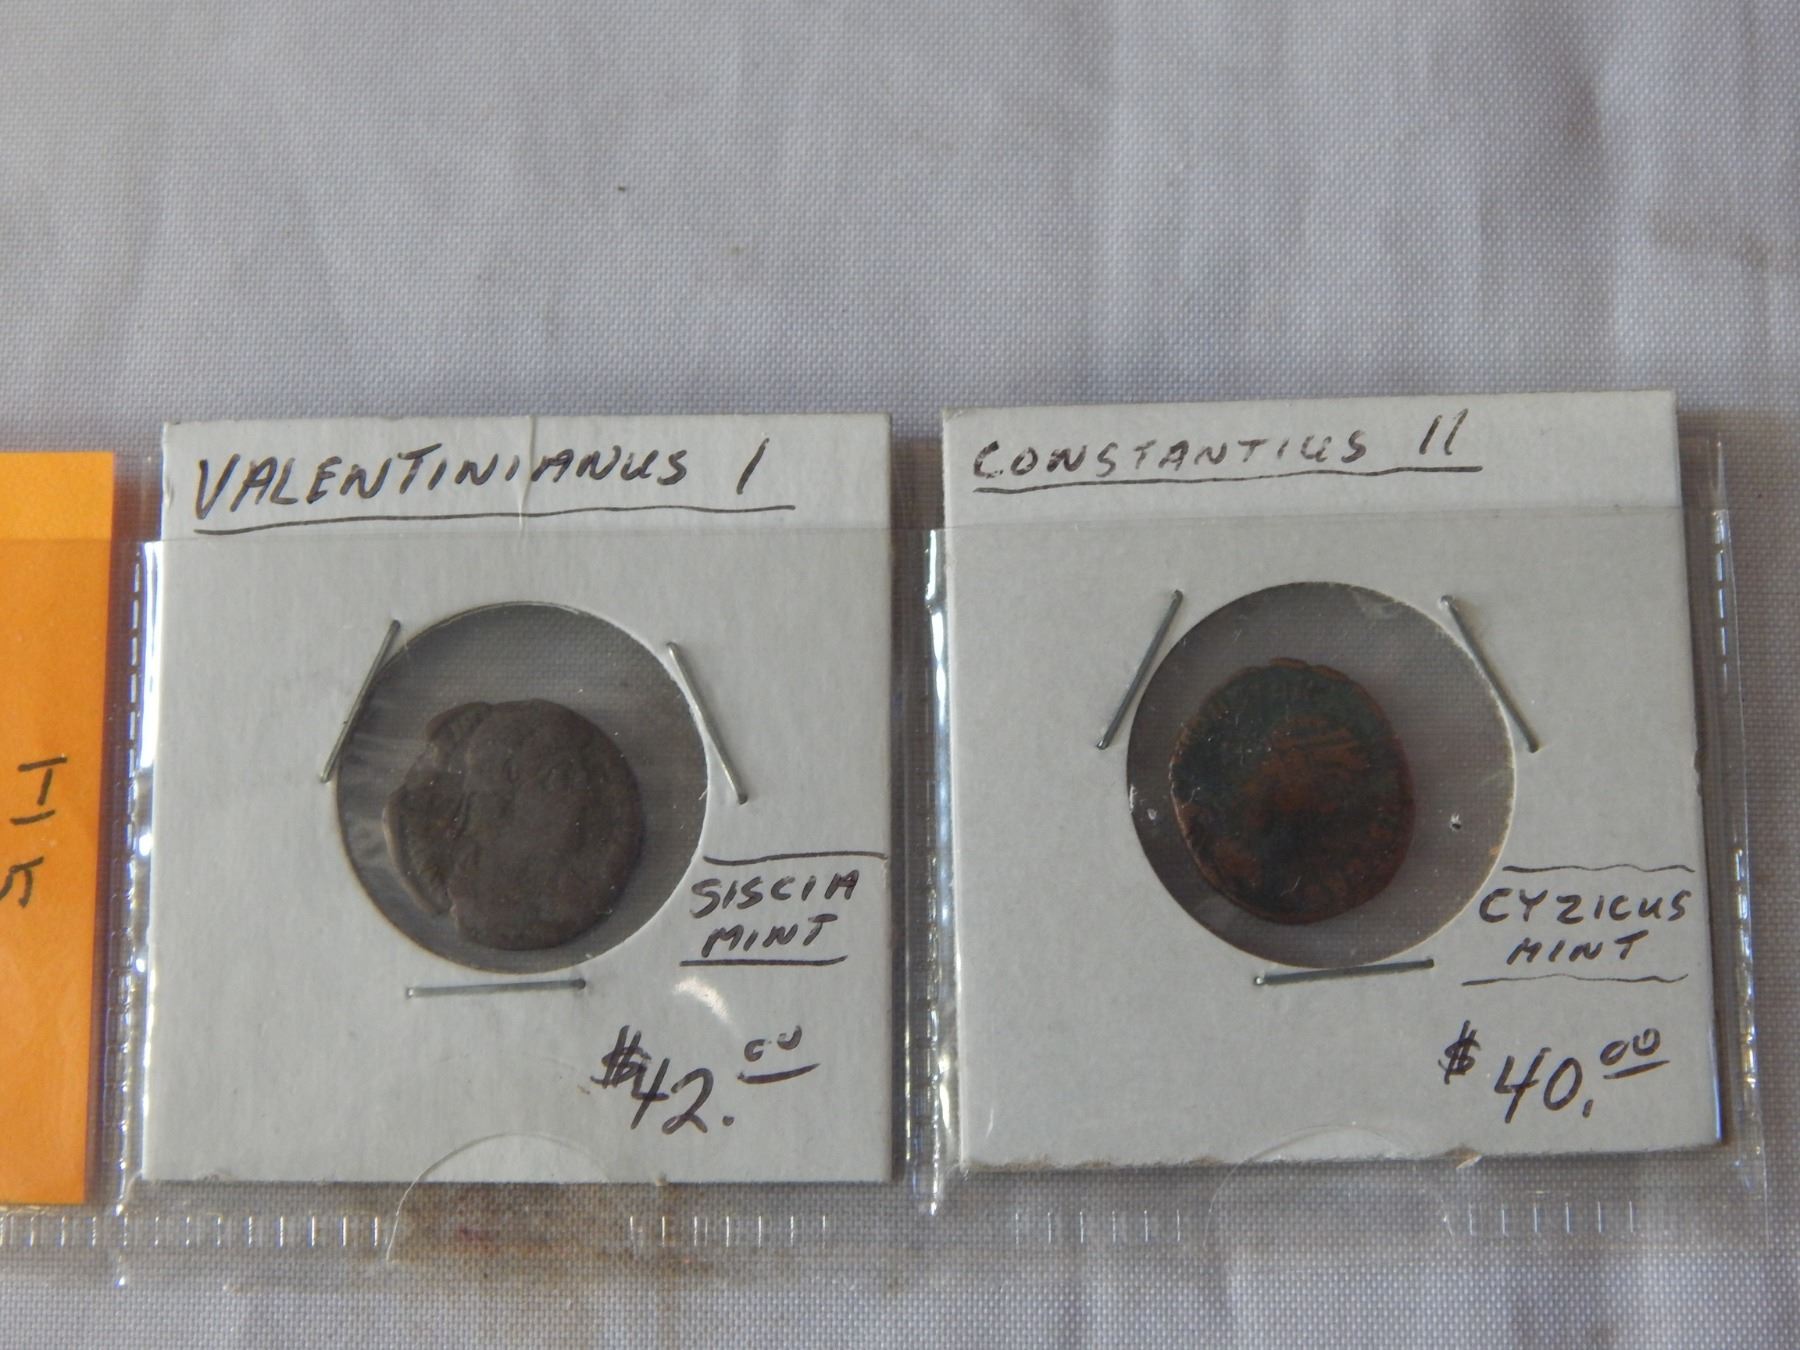 VALENTINIANUS I
SISCIA
MINT
$42.00
CONSTANTIUS II
CYZICUS
MINT
$40.00